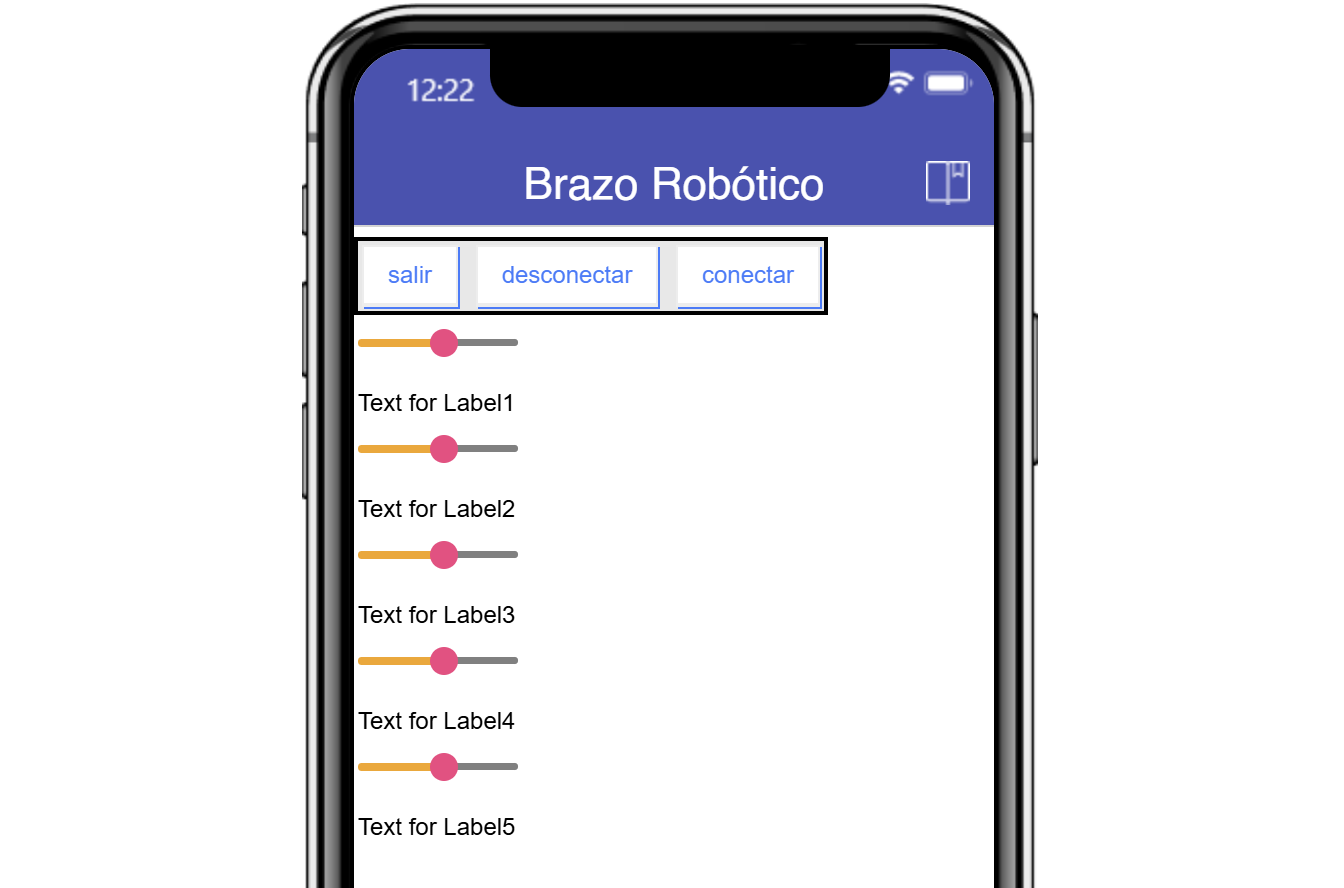 12:22
Brazo Robótico
salir desconectar conectar
Text for Label1
Text for Label2
Text for Label3
Text for Label4
Text for Label5